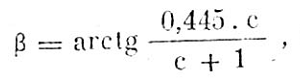 β = arctg 0,445 . c / c + 1 ,